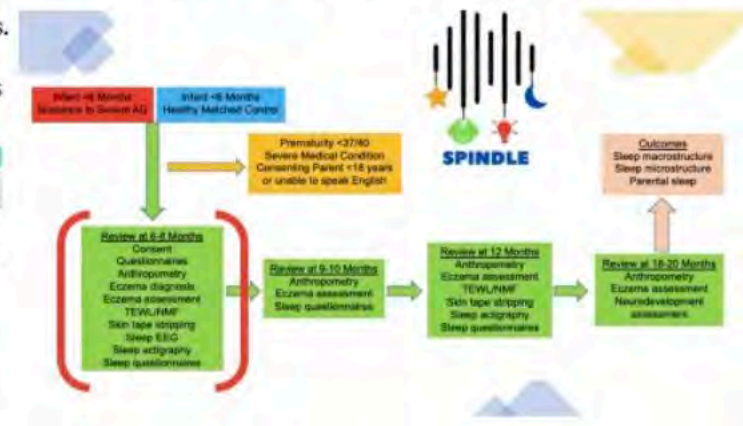 s.
s
Infant <6 Months
to Severe AD
Infant <6 Months
Healthy Matched Control
SPINDLE
Prematurity <37/40
Severe Medical Condition
Consenting Parent <18 years
or unable to speak English
Outcomes
Sleep macrostructure
Sleep microstructure
Parental sleep
Review at 6-8 Months
Consent
Questionnaires
Anthropometry
Eczema diagnosis
Eczema assessment
TEWL/NMF
Skin tape stripping
Sleep EEG
Sleep actigraphy
Sleep questionnaires
Review at 9-10 Months
Anthropometry
Eczema assessment
Sleep questionnaires
Review at 12 Months
Anthropometry
Eczema assessment
TEWL/NMF
Skin tape stripping
Sleep actigraphy
Sleep questionnaires
Review at 18-20 Months
Anthropometry
Eczema assessment
Neurodevelopment
assessment